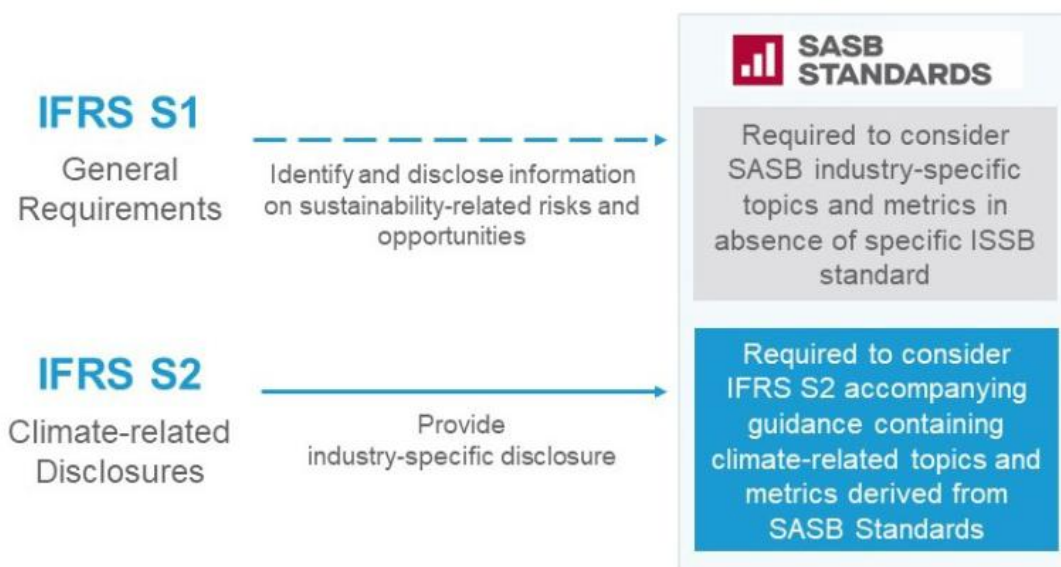 SASB
STANDARDS
IFRS S1
General
Requirements
Identify and disclose information
on sustainability-related risks and
opportunities
Required to consider
SASB industry-specific
topics and metrics in
absence of specific ISSB
standard
IFRS S2
Climate-related
Disclosures
Provide
industry-specific disclosure
Required to consider
IFRS S2 accompanying
guidance containing
climate-related topics and
metrics derived from
SASB Standards